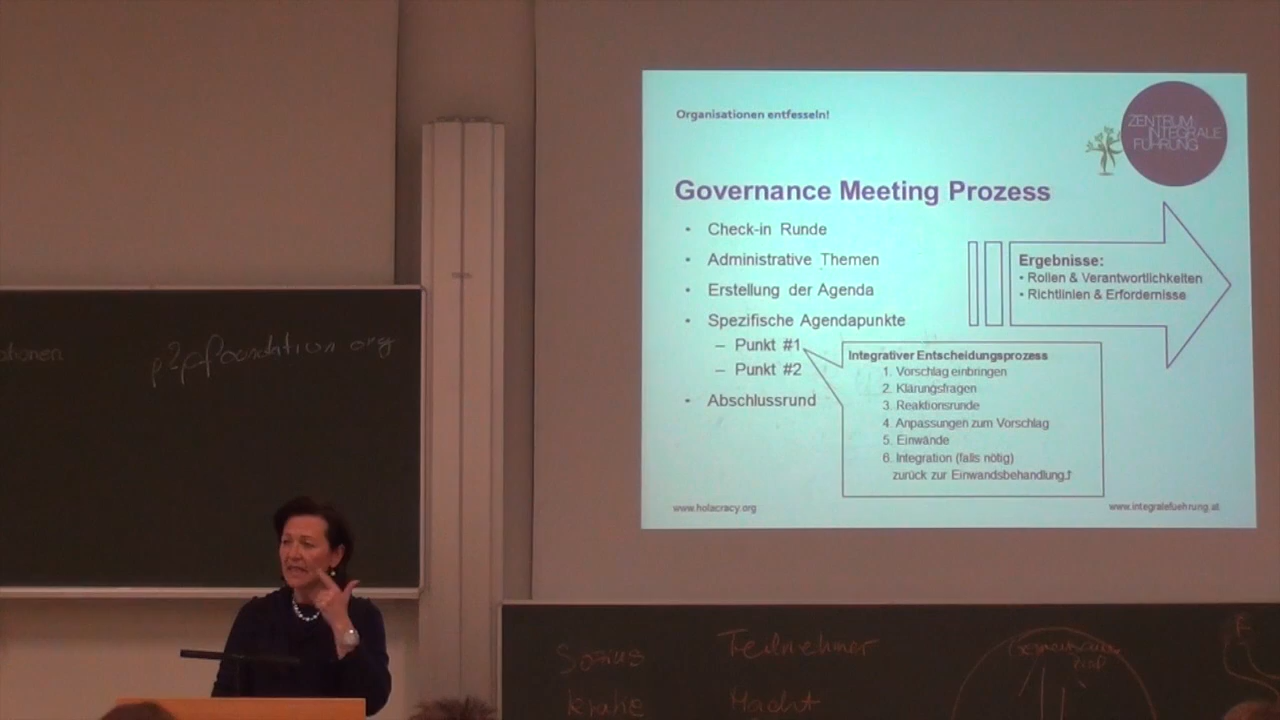 Organisationen entfesseln!
ZENTRUM
INTEGRALE
FÜHRUNG
Governance Meeting Prozess
• Check-in Runde
• Administrative Themen
• Erstellung der Agenda
• Spezifische Agendapunkte
– Punkt #1
– Punkt #2
• Abschlussrund
Ergebnisse:
• Rollen & Verantwortlichkeiten
• Richtlinien & Erfordernisse
Integrativer Entscheidungsprozess
1. Vorschlag einbringen
2. Klärungsfragen
3. Reaktionsrunde
4. Anpassungen zum Vorschlag
5. Einwände
6. Integration (falls nötig)
zurück zur Einwandsbehandlung↑
www.holacracy.org
www.integralefuehrung.at
p2pfoundation.org
Teilnehmer
Macht